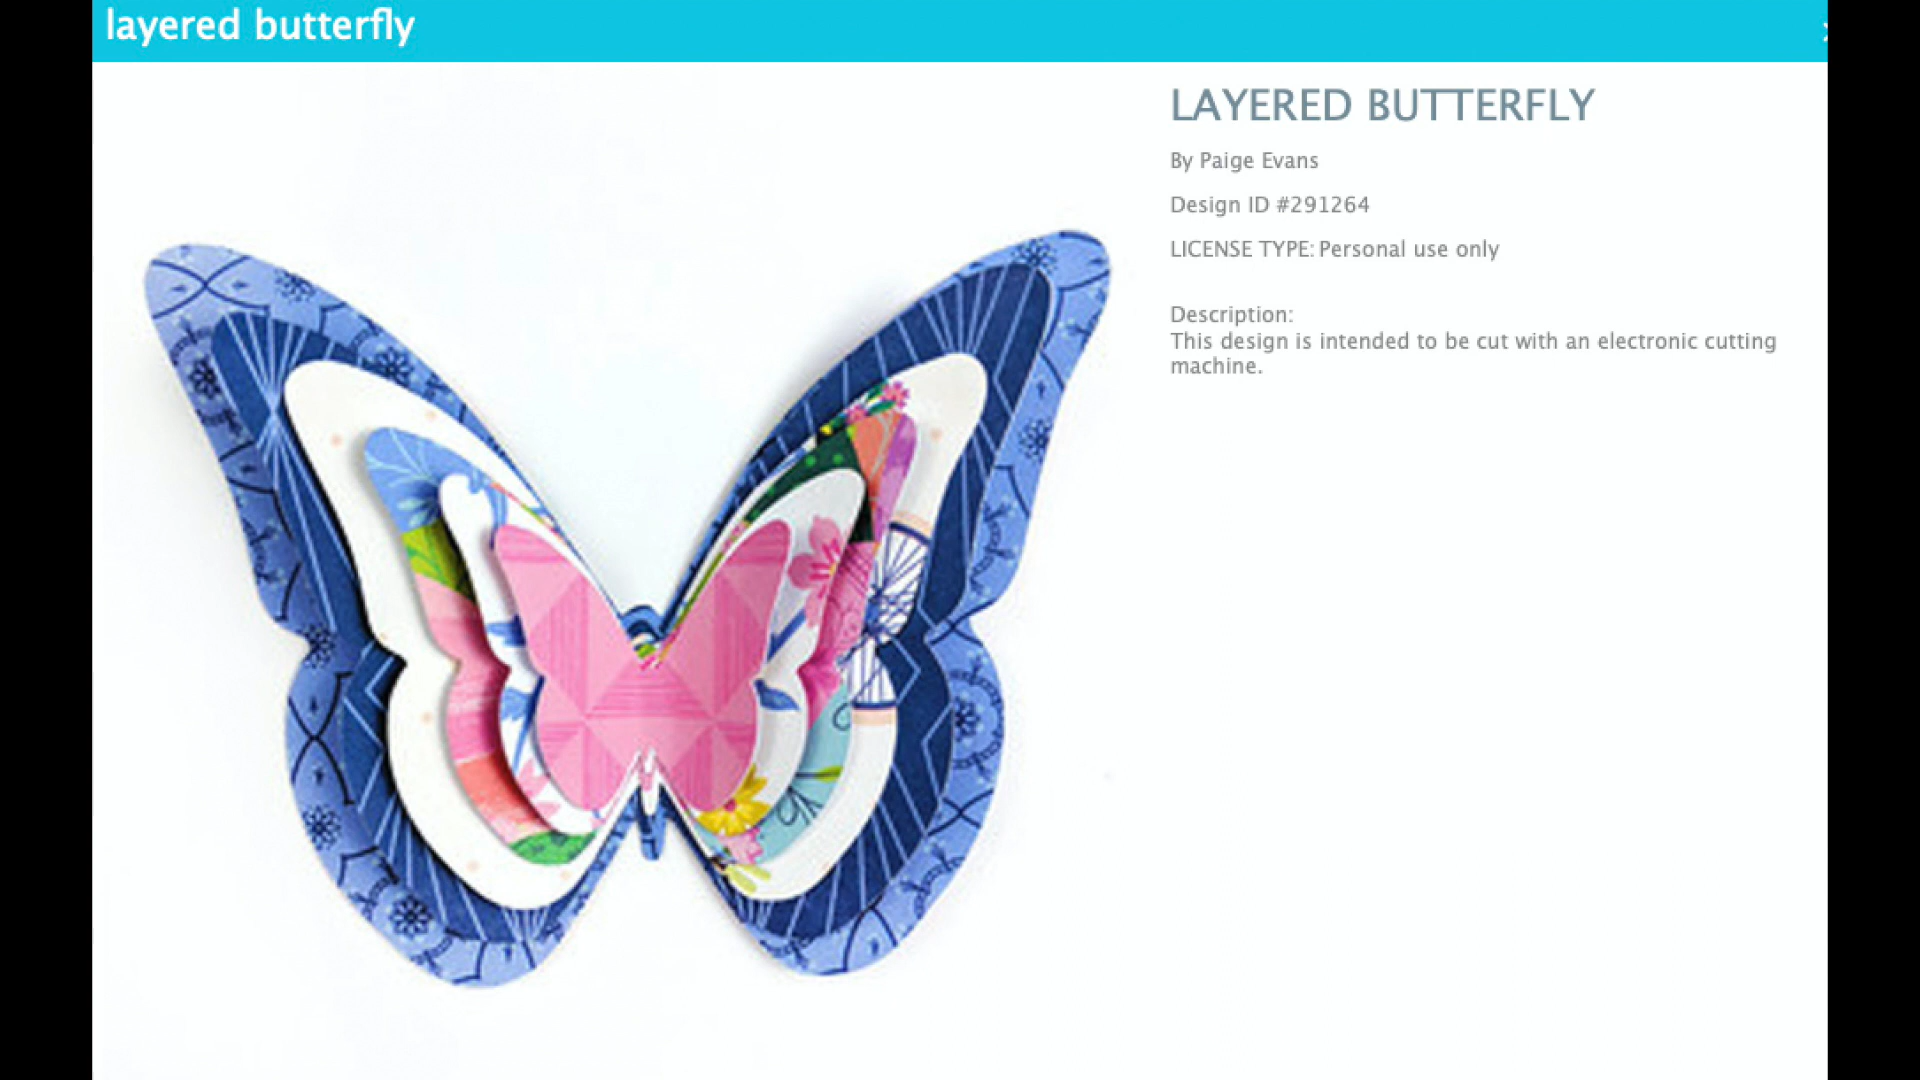 layered butterfly
LAYERED BUTTERFLY
By Paige Evans
Design ID #291264
LICENSE TYPE: Personal use only
Description:
This design is intended to be cut with an electronic cutting
machine.